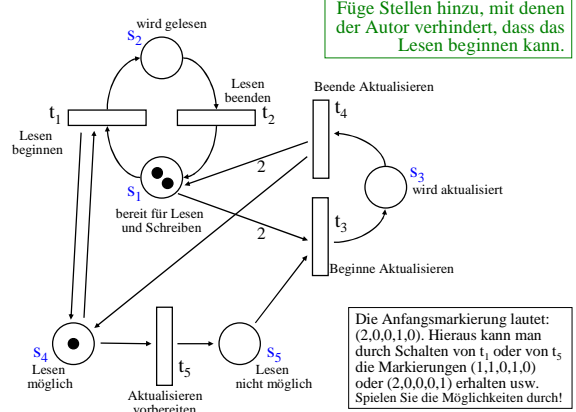 Füge Stellen hinzu, mit denen
der Autor verhindert, dass das
Lesen beginnen kann.
wird gelesen
s2
Lesen
beenden
Beende Aktualisieren
t1
t2
t4
Lesen
beginnen
2
s3
s1
wird aktualisiert
bereit für Lesen
und Schreiben
2
t3
Beginne Aktualisieren
s4
Lesen
möglich
t5
s5
Lesen
nicht möglich
Aktualisieren
vorbereiten
Die Anfangsmarkierung lautet:
(2,0,0,1,0). Hieraus kann man
durch Schalten von t1 oder von t5
die Markierungen (1,1,0,1,0)
oder (2,0,0,0,1) erhalten usw.
Spielen Sie die Möglichkeiten durch!